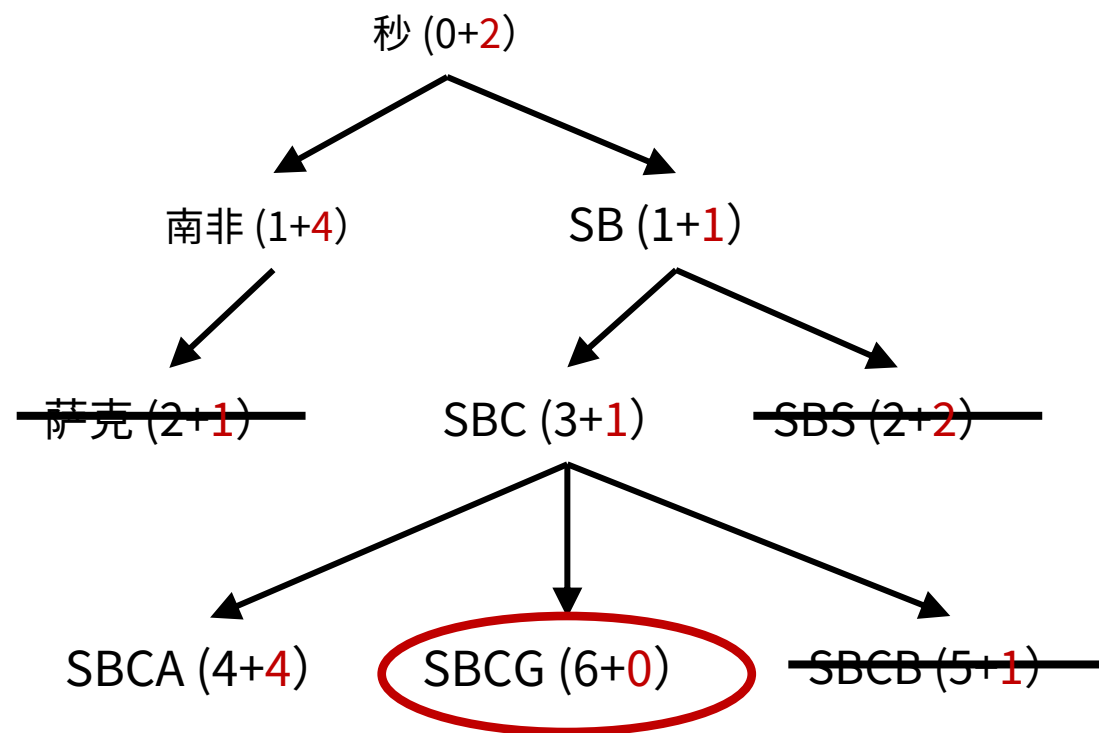 秒 (0+2)
南非 (1+4)
SB (1+1)
萨克 (2+1)
SBC (3+1)
SBS (2+2)
SBCA (4+4)
SBCG (6+0)
SBCB (5+1)